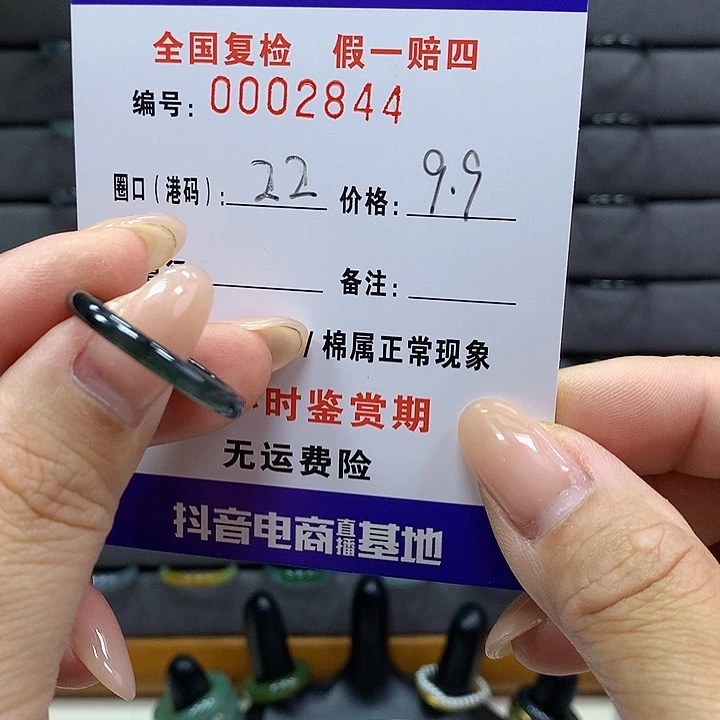 全国复检 假一赔四
编号: 0002844
圈口(港码): 22 价格: 9.9
备注:
/棉属正常现象
时鉴赏期
无运费险
抖音电商直播基地